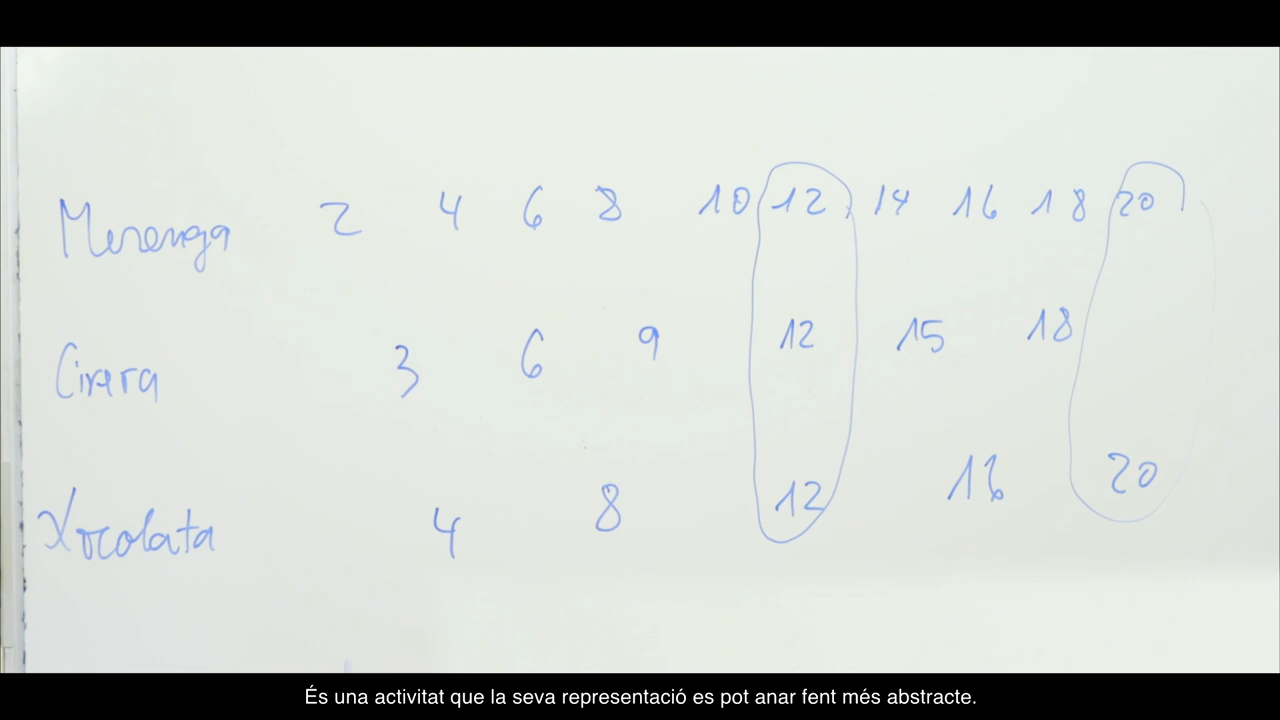 Merenga 2 4 6 8 10 12 14 16 18 20
Cirera 3 6 9 12 15 18
Xocolata 4 8 12 16 20
És una activitat que la seva representació es pot anar fent més abstracte.